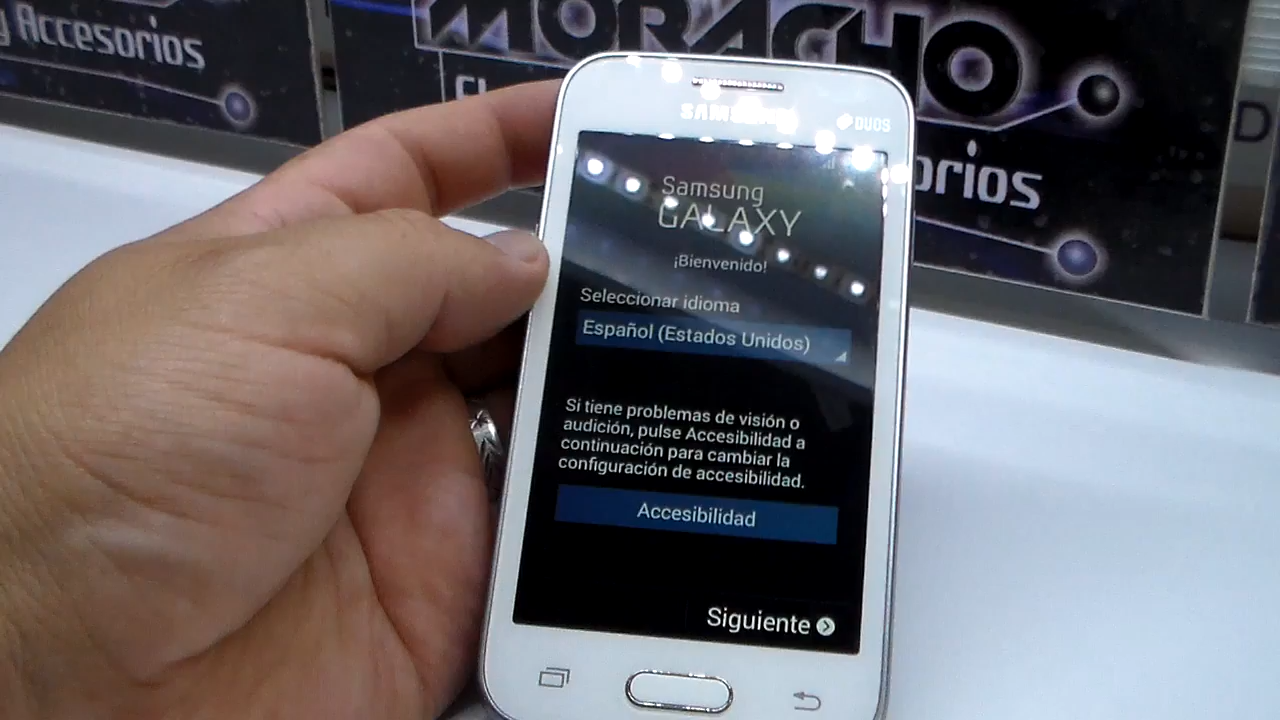 y Accesorios
MORACHO
SAMSUNG
DUOS
orios
D
Samsung
GALAXY
¡Bienvenido!
Seleccionar idioma
Español (Estados Unidos)
Si tiene problemas de visión o
audición, pulse Accesibilidad a
continuación para cambiar la
configuración de accesibilidad.
Accesibilidad
Siguiente